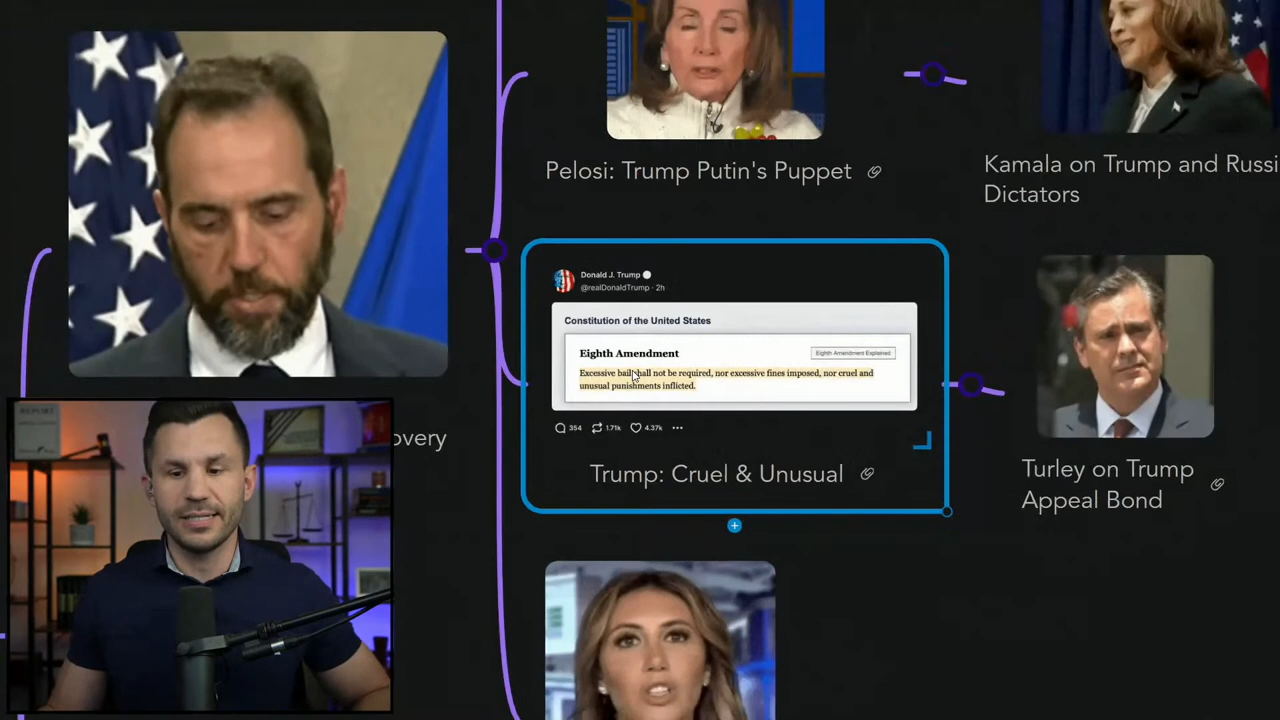 Pelosi: Trump Putin's Puppet
Kamala on Trump and Russi
Dictators
Donald J. Trump
@realDonaldTrump · 2h
Constitution of the United States
Eighth Amendment
Eighth Amendment Explained
Excessive bail shall not be required, nor excessive fines imposed, nor cruel and
unusual punishments inflicted.
354 1.71k 4.37k
Trump: Cruel & Unusual
Turley on Trump
Appeal Bond
overy